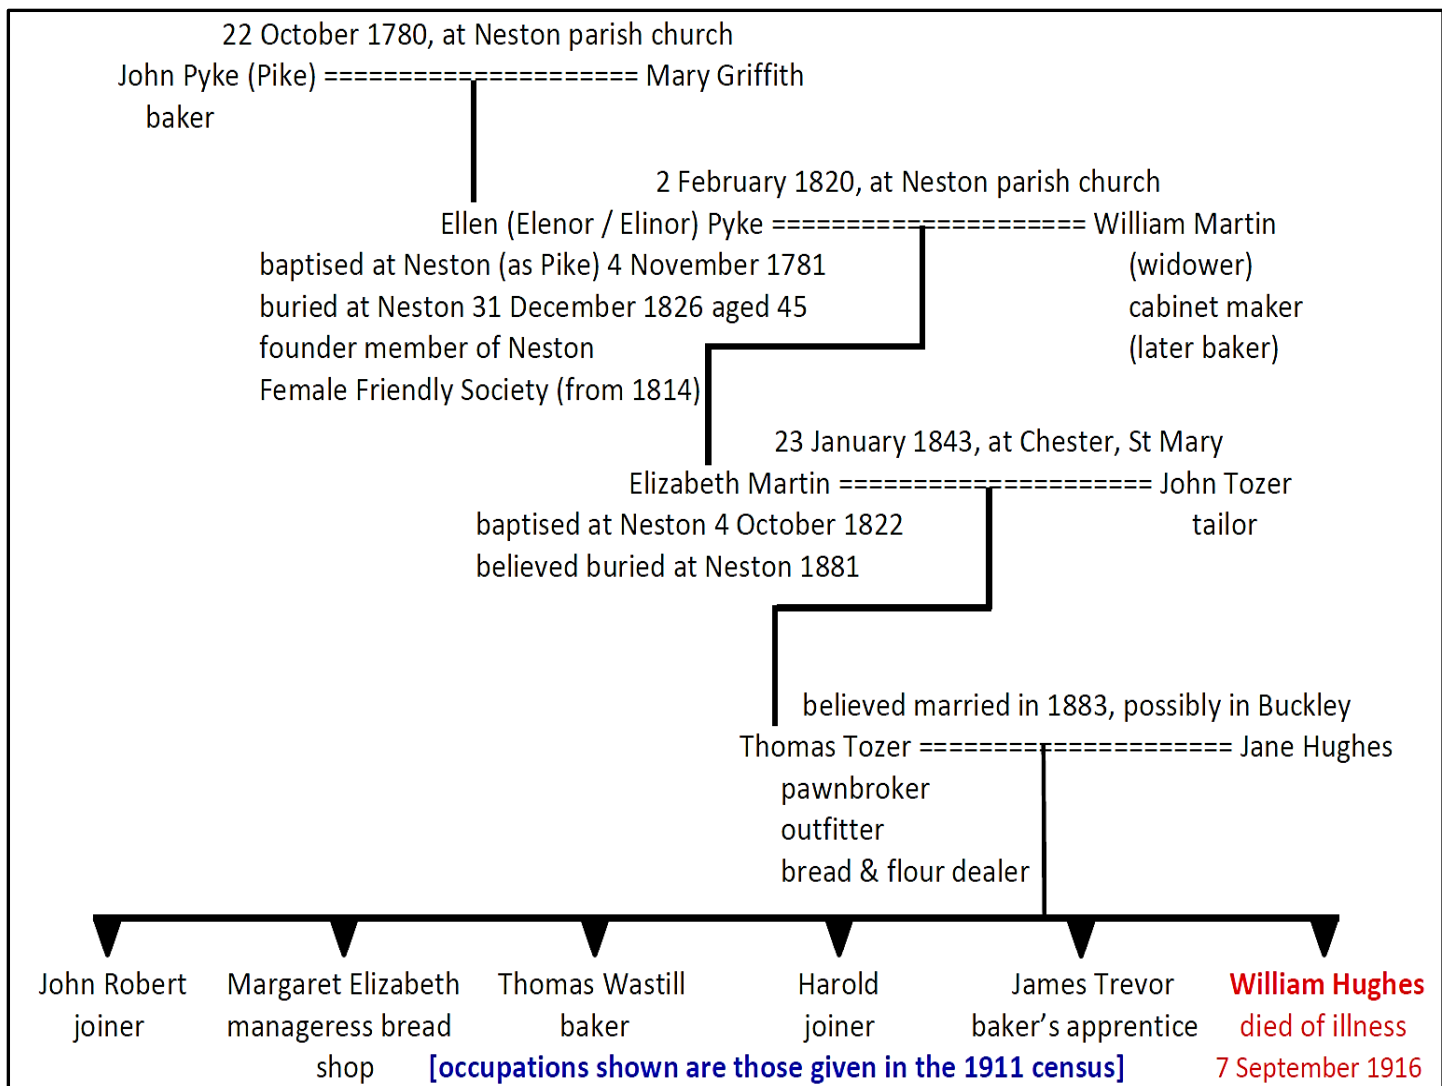 22 October 1780, at Neston parish church
John Pyke (Pike) ===================== Mary Griffith
baker
2 February 1820, at Neston parish church
Ellen (Elenor / Elinor) Pyke ===================== William Martin
baptised at Neston (as Pike) 4 November 1781 (widower)
buried at Neston 31 December 1826 aged 45 cabinet maker
founder member of Neston (later baker)
Female Friendly Society (from 1814)
23 January 1843, at Chester, St Mary
Elizabeth Martin ===================== John Tozer
baptised at Neston 4 October 1822 tailor
believed buried at Neston 1881
believed married in 1883, possibly in Buckley
Thomas Tozer ===================== Jane Hughes
pawnbroker
outfitter
bread & flour dealer
John Robert Margaret Elizabeth Thomas Wastill Harold James Trevor William Hughes
joiner manageress bread baker joiner baker's apprentice died of illness
shop [occupations shown are those given in the 1911 census] 7 September 1916